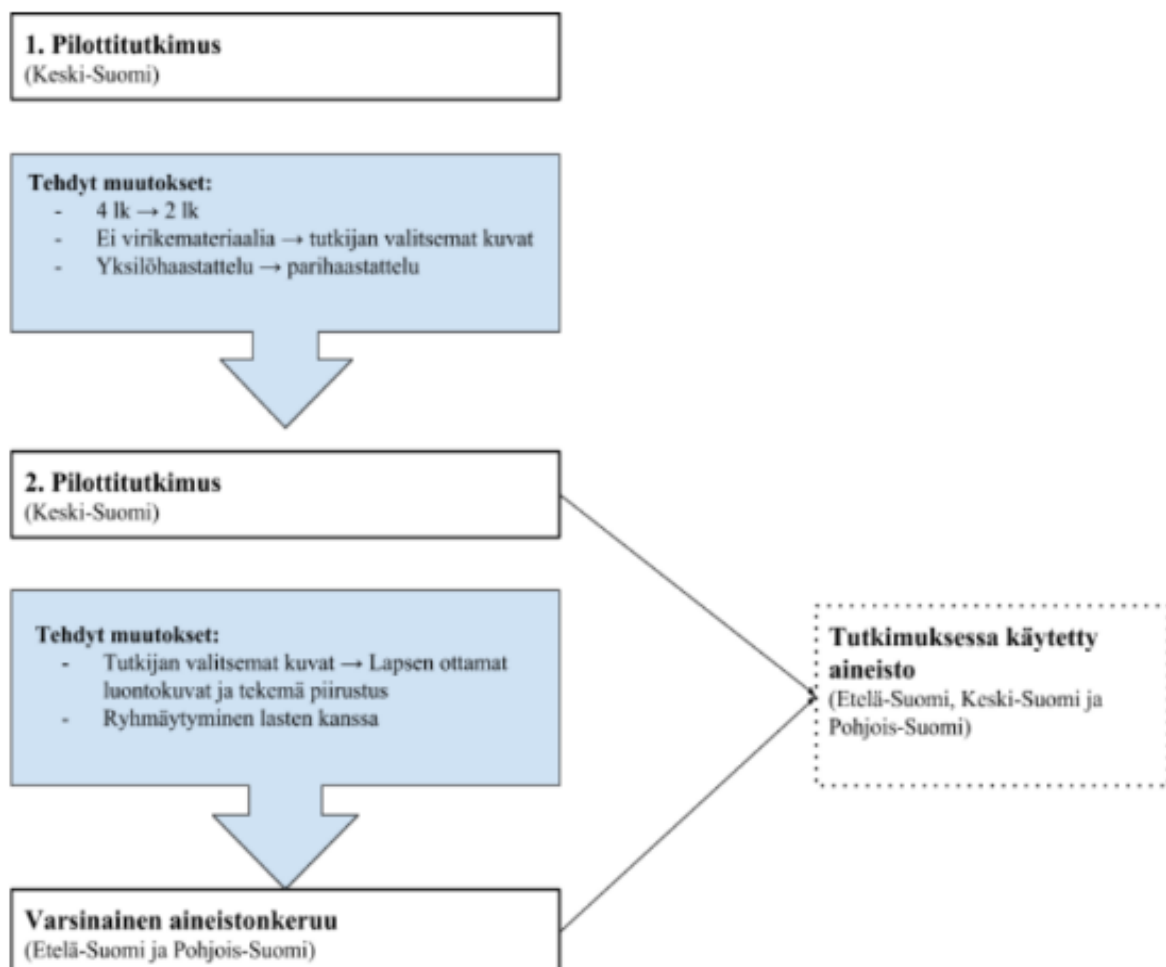 1. Pilottitutkimus
(Keski-Suomi)
Tehdyt muutokset:
- 4 lk → 2 lk
- Ei virikemateriaalia → tutkijan valitsemat kuvat
- Yksilöhaastattelu → parihaastattelu
2. Pilottitutkimus
(Keski-Suomi)
Tehdyt muutokset:
- Tutkijan valitsemat kuvat → Lapsen ottamat
luontokuvat ja tekemä piirustus
- Ryhmäytyminen lasten kanssa
Tutkimuksessa käytetty
aineisto
(Etelä-Suomi, Keski-Suomi ja
Pohjois-Suomi)
Varsinainen aineistonkeruu
(Etelä-Suomi ja Pohjois-Suomi)